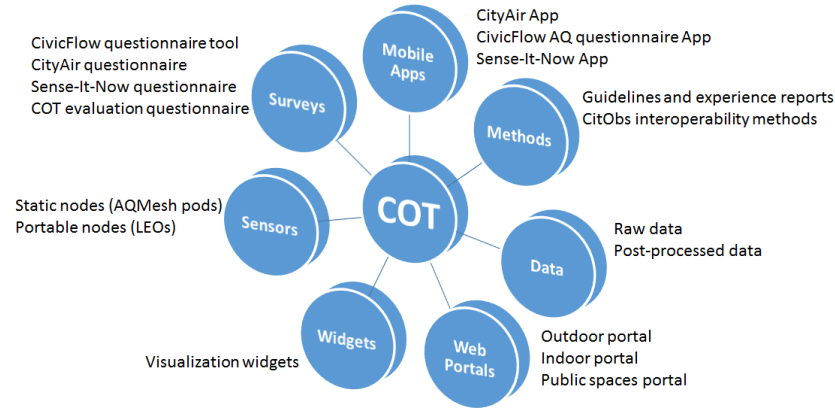 CityAir App
CivicFlow AQ questionnaire App
Sense-It-Now App
Mobile
Apps
CivicFlow questionnaire tool
CityAir questionnaire
Sense-It-Now questionnaire
COT evaluation questionnaire
Surveys
Guidelines and experience reports
CitObs interoperability methods
Methods
COT
Static nodes (AQMesh pods)
Portable nodes (LEOs)
Sensors
Raw data
Post-processed data
Data
Visualization widgets
Widgets
Web
Portals
Outdoor portal
Indoor portal
Public spaces portal